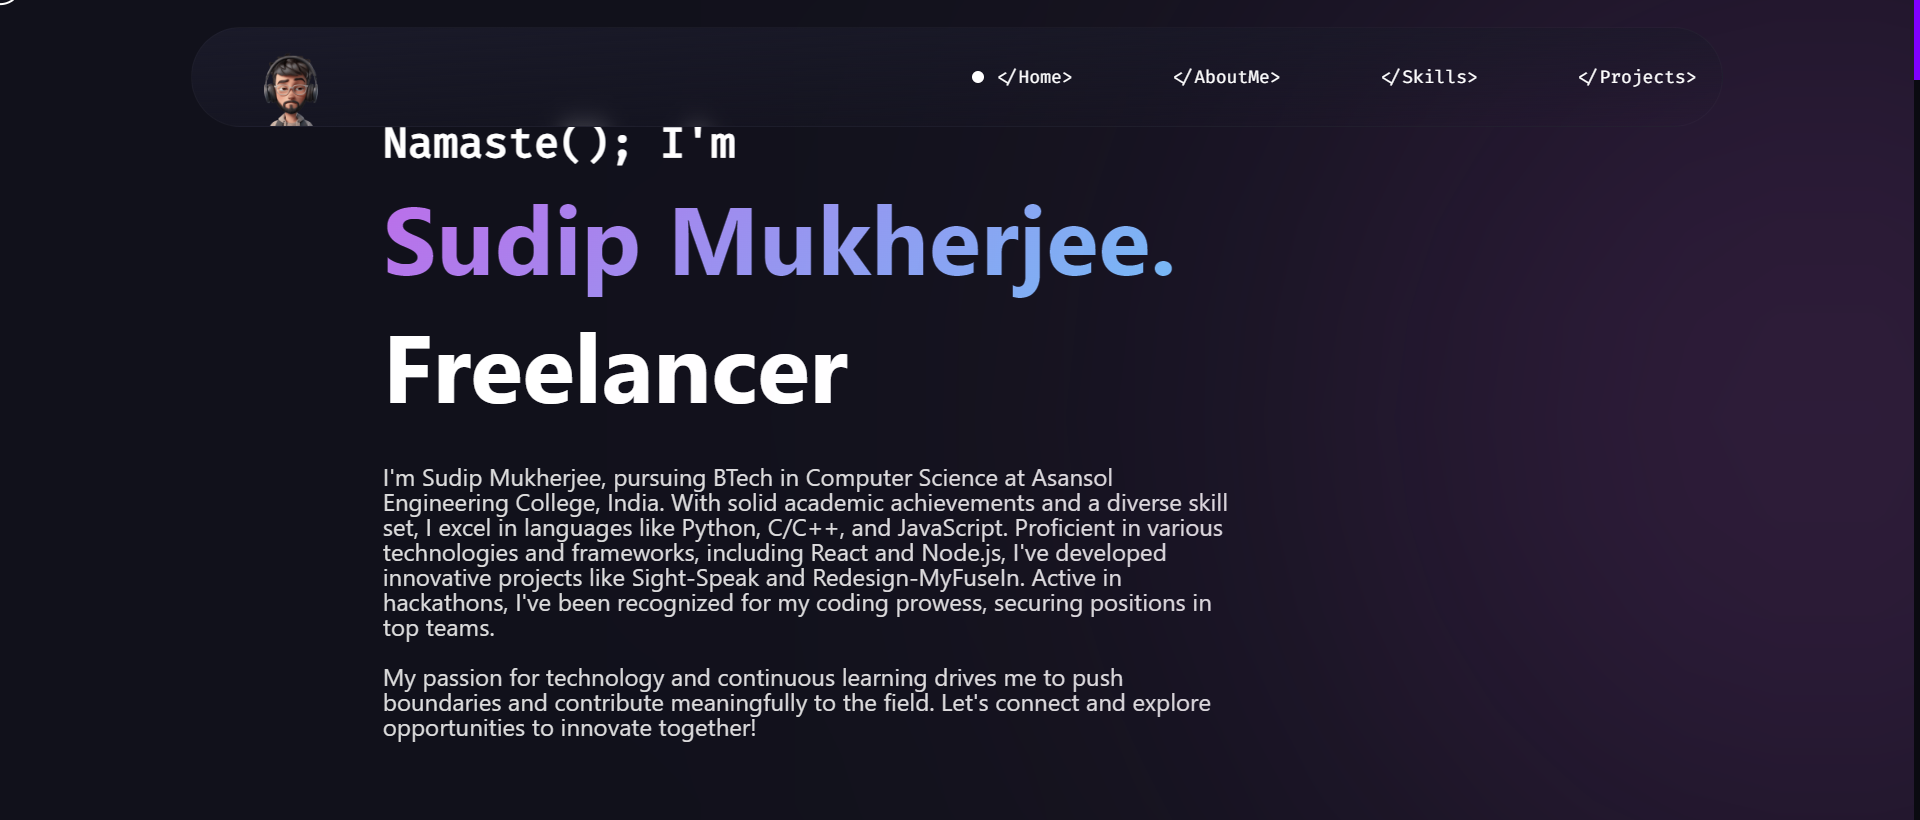 </Home> </AboutMe> </Skills> </Projects>
Namaste(); I'm
Sudip Mukherjee.
Freelancer
I'm Sudip Mukherjee, pursuing BTech in Computer Science at Asansol
Engineering College, India. With solid academic achievements and a diverse skill
set, I excel in languages like Python, C/C++, and JavaScript. Proficient in various
technologies and frameworks, including React and Node.js, I've developed
innovative projects like Sight-Speak and Redesign-MyFuseIn. Active in
hackathons, I've been recognized for my coding prowess, securing positions in
top teams.
My passion for technology and continuous learning drives me to push
boundaries and contribute meaningfully to the field. Let's connect and explore
opportunities to innovate together!